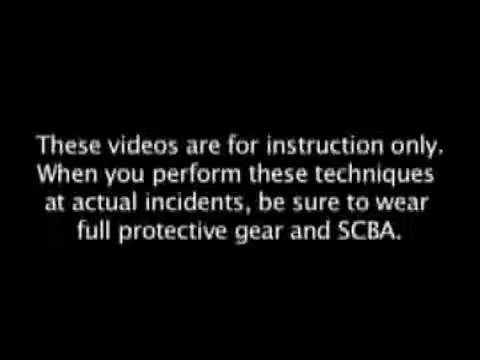 These videos are for instruction only.
When you perform these techniques
at actual incidents, be sure to wear
full protective gear and SCBA.